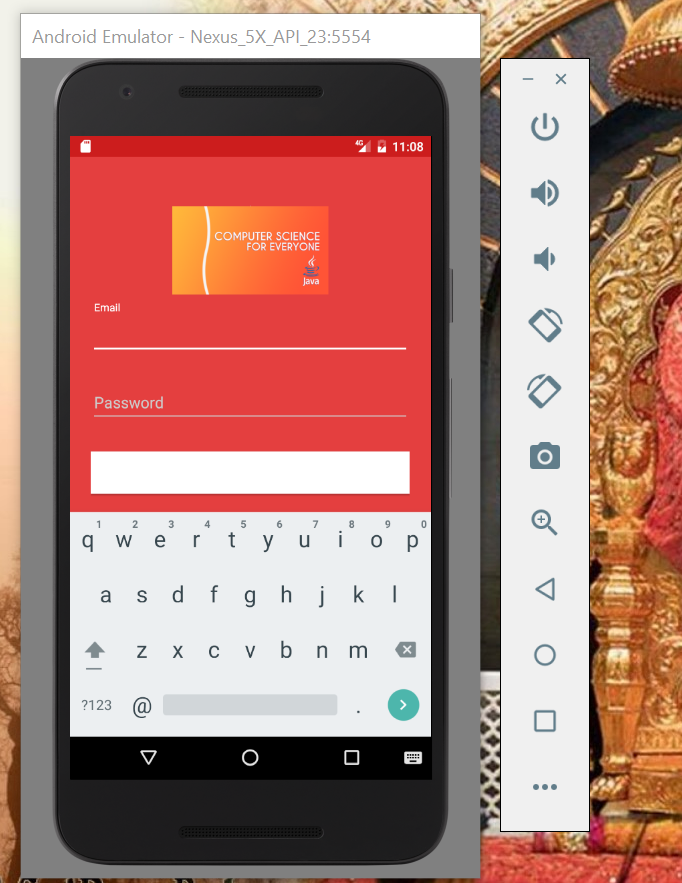 Android Emulator - Nexus_5X_API_23:5554
4G 11:08
COMPUTER SCIENCE
FOR EVERYONE
Java
Email
Password
1 2 3 4 5 6 7 8 9 0
q w e r t y u i o p
a s d f g h j k l
z x c v b n m
?123 @ .